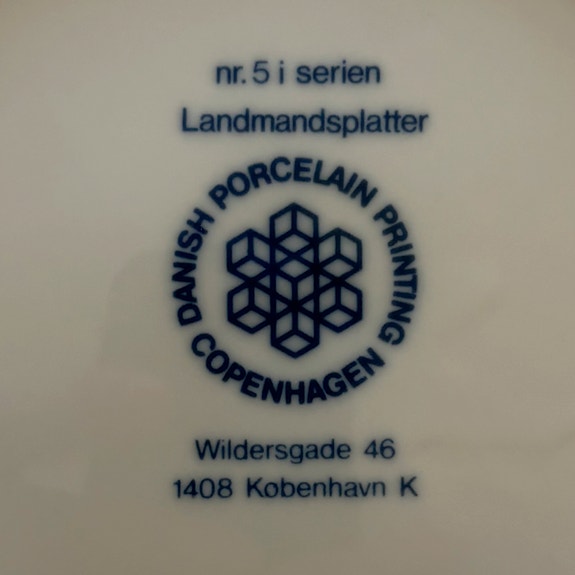 nr. 5 i serien
Landmandsplatter
DANISH PORCELAIN PRINTING
COPENHAGEN
Wildersgade 46
1408 København K